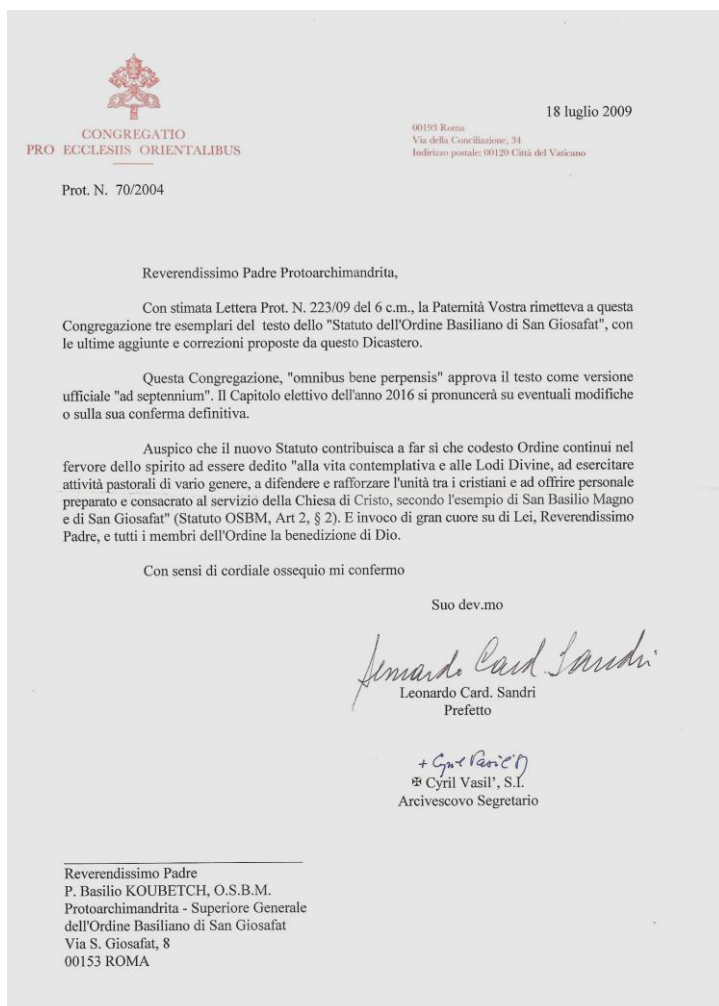 18 luglio 2009
CONGREGATIO
PRO ECCLESIIS ORIENTALIBUS
00193 Roma
Via della Conciliazione, 34
Indirizzo postale: 00120 Città del Vaticano
Prot. N. 70/2004
Reverendissimo Padre Protoarchimandrita,
Con stimata Lettera Prot. N. 223/09 del 6 c.m., la Paternità Vostra rimetteva a questa
Congregazione tre esemplari del testo dello "Statuto dell'Ordine Basiliano di San Giosafat", con
le ultime aggiunte e correzioni proposte da questo Dicastero.
Questa Congregazione, "omnibus bene perpensis" approva il testo come versione
ufficiale "ad septennium". Il Capitolo elettivo dell'anno 2016 si pronuncerà su eventuali modifiche
o sulla sua conferma definitiva.
Auspico che il nuovo Statuto contribuisca a far sì che codesto Ordine continui nel
fervore dello spirito ad essere dedito "alla vita contemplativa e alle Lodi Divine, ad esercitare
attività pastorali di vario genere, a difendere e rafforzare l'unità tra i cristiani e ad offrire personale
preparato e consacrato al servizio della Chiesa di Cristo, secondo l'esempio di San Basilio Magno
e di San Giosafat" (Statuto OSBM, Art 2, § 2). E invoco di gran cuore su di Lei, Reverendissimo
Padre, e tutti i membri dell'Ordine la benedizione di Dio.
Con sensi di cordiale ossequio mi confermo
Suo dev.mo
Leonardo Card. Sandri
Leonardo Card. Sandri
Prefetto
+ Cyril Vasil'
✠ Cyril Vasil', S.I.
Arcivescovo Segretario
Reverendissimo Padre
P. Basilio KOUBETCH, O.S.B.M.
Protoarchimandrita - Superiore Generale
dell'Ordine Basiliano di San Giosafat
Via S. Giosafat, 8
00153 ROMA